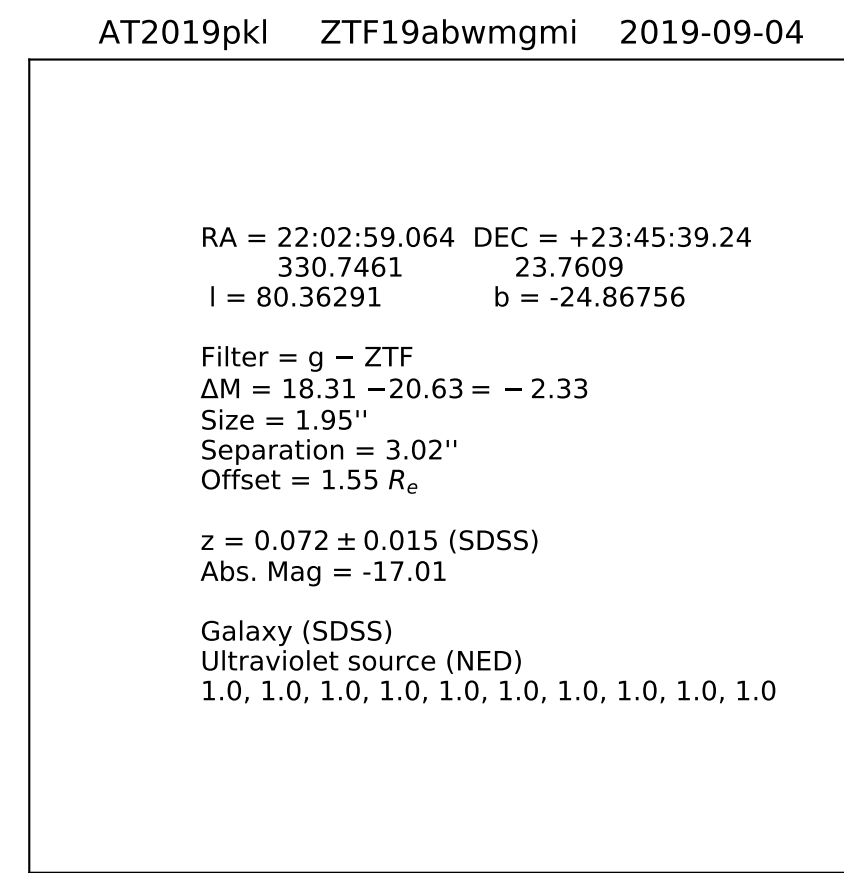 AT2019pkl ZTF19abwmgmi 2019-09-04
RA = 22:02:59.064 DEC = +23:45:39.24
330.7461 23.7609
l = 80.36291 b = -24.86756
Filter = g − ZTF
ΔM = 18.31 −20.63 = − 2.33
Size = 1.95''
Separation = 3.02''
Offset = 1.55 Re
z = 0.072 ± 0.015 (SDSS)
Abs. Mag = -17.01
Galaxy (SDSS)
Ultraviolet source (NED)
1.0, 1.0, 1.0, 1.0, 1.0, 1.0, 1.0, 1.0, 1.0, 1.0